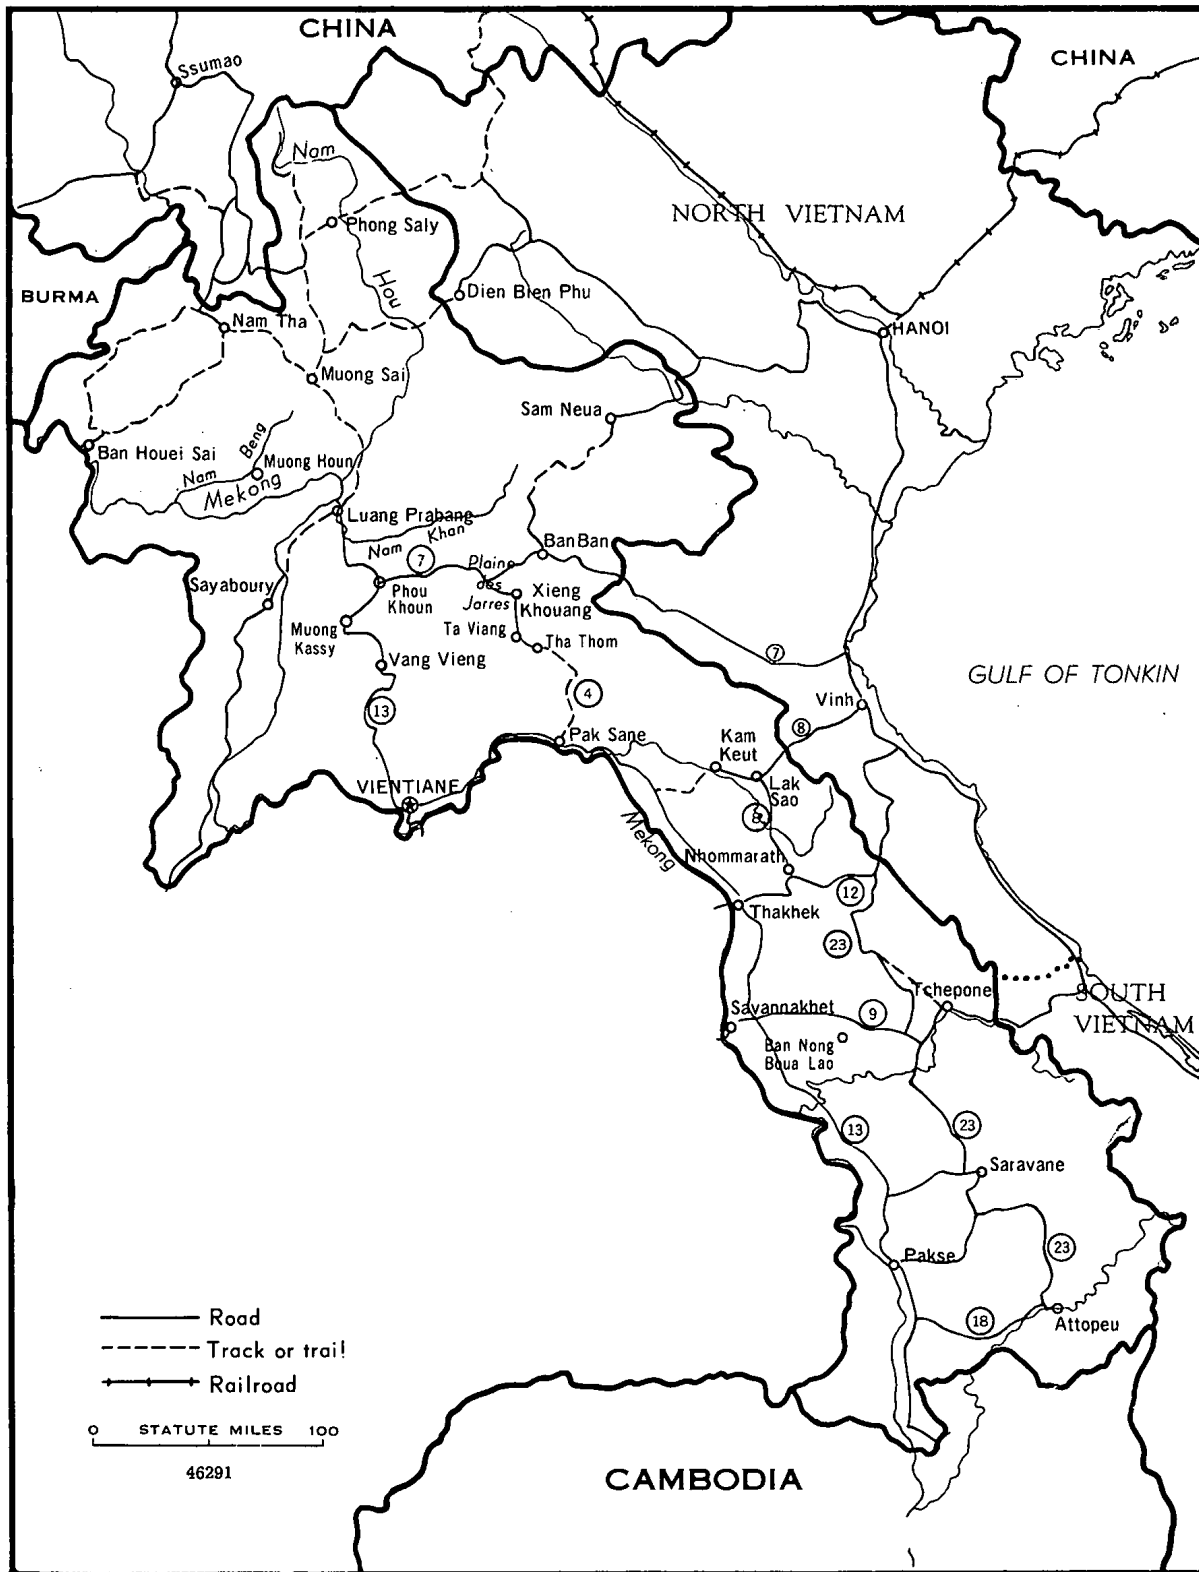 CHINA
Ssumao
CHINA
Nam
NORTH VIETNAM
Phong Saly
Hou
BURMA
Dien Bien Phu
Nam Tha
HANOI
Muong Sai
Sam Neua
Ban Houei Sai
Beng
Muong Houn
Nam
Mekong
Luang Prabang
Khan
Nam
BanBan
7
Plaine
des
Jarres
Xieng
Khouang
Phou
Khoun
Sayaboury
Muong
Kassy
Ta Viang
Tha Thom
7
Vang Vieng
GULF OF TONKIN
4
Vinh
13
8
Pak Sane
Kam
Keut
VIENTIANE
Lak
Sao
Mekong
8
Nhommarath
12
Thakhek
23
Tchepone
SOUTH
VIETNAM
Savannakhet
9
Ban Nong
Boua Lao
13
23
Saravane
23
Pakse
18
Attopeu
Road
Track or trai!
Railroad
0 STATUTE MILES 100
46291
CAMBODIA